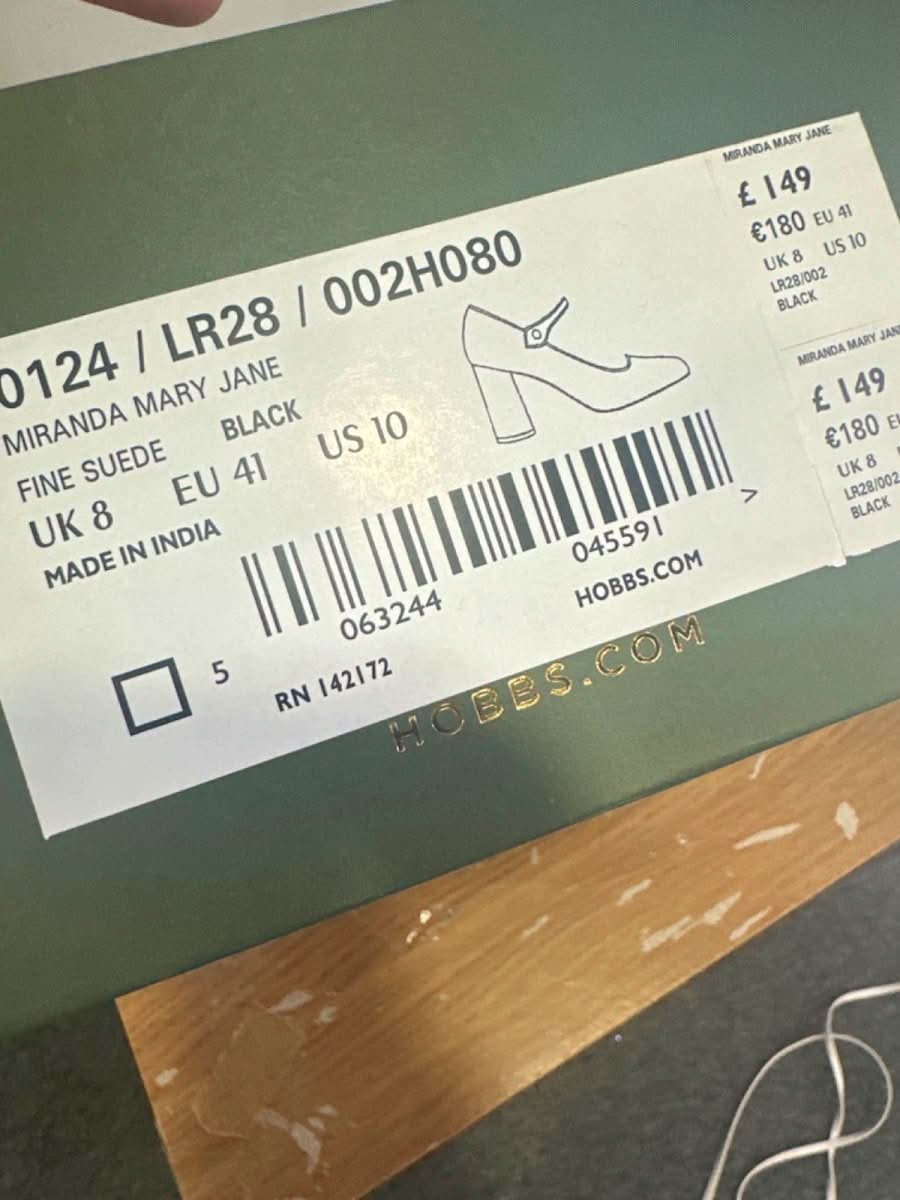 0124 / LR28 / 002H080
MIRANDA MARY JANE
FINE SUEDE BLACK
UK 8 EU 41 US 10
MADE IN INDIA
063244 045591 >
HOBBS.COM
5 RN 142172
MIRANDA MARY JANE
£ 149
€180 EU 41
UK 8 US 10
LR28/002
BLACK
MIRANDA MARY JANE
£ 149
€180
UK 8
LR28/002
BLACK
HOBBS.COM